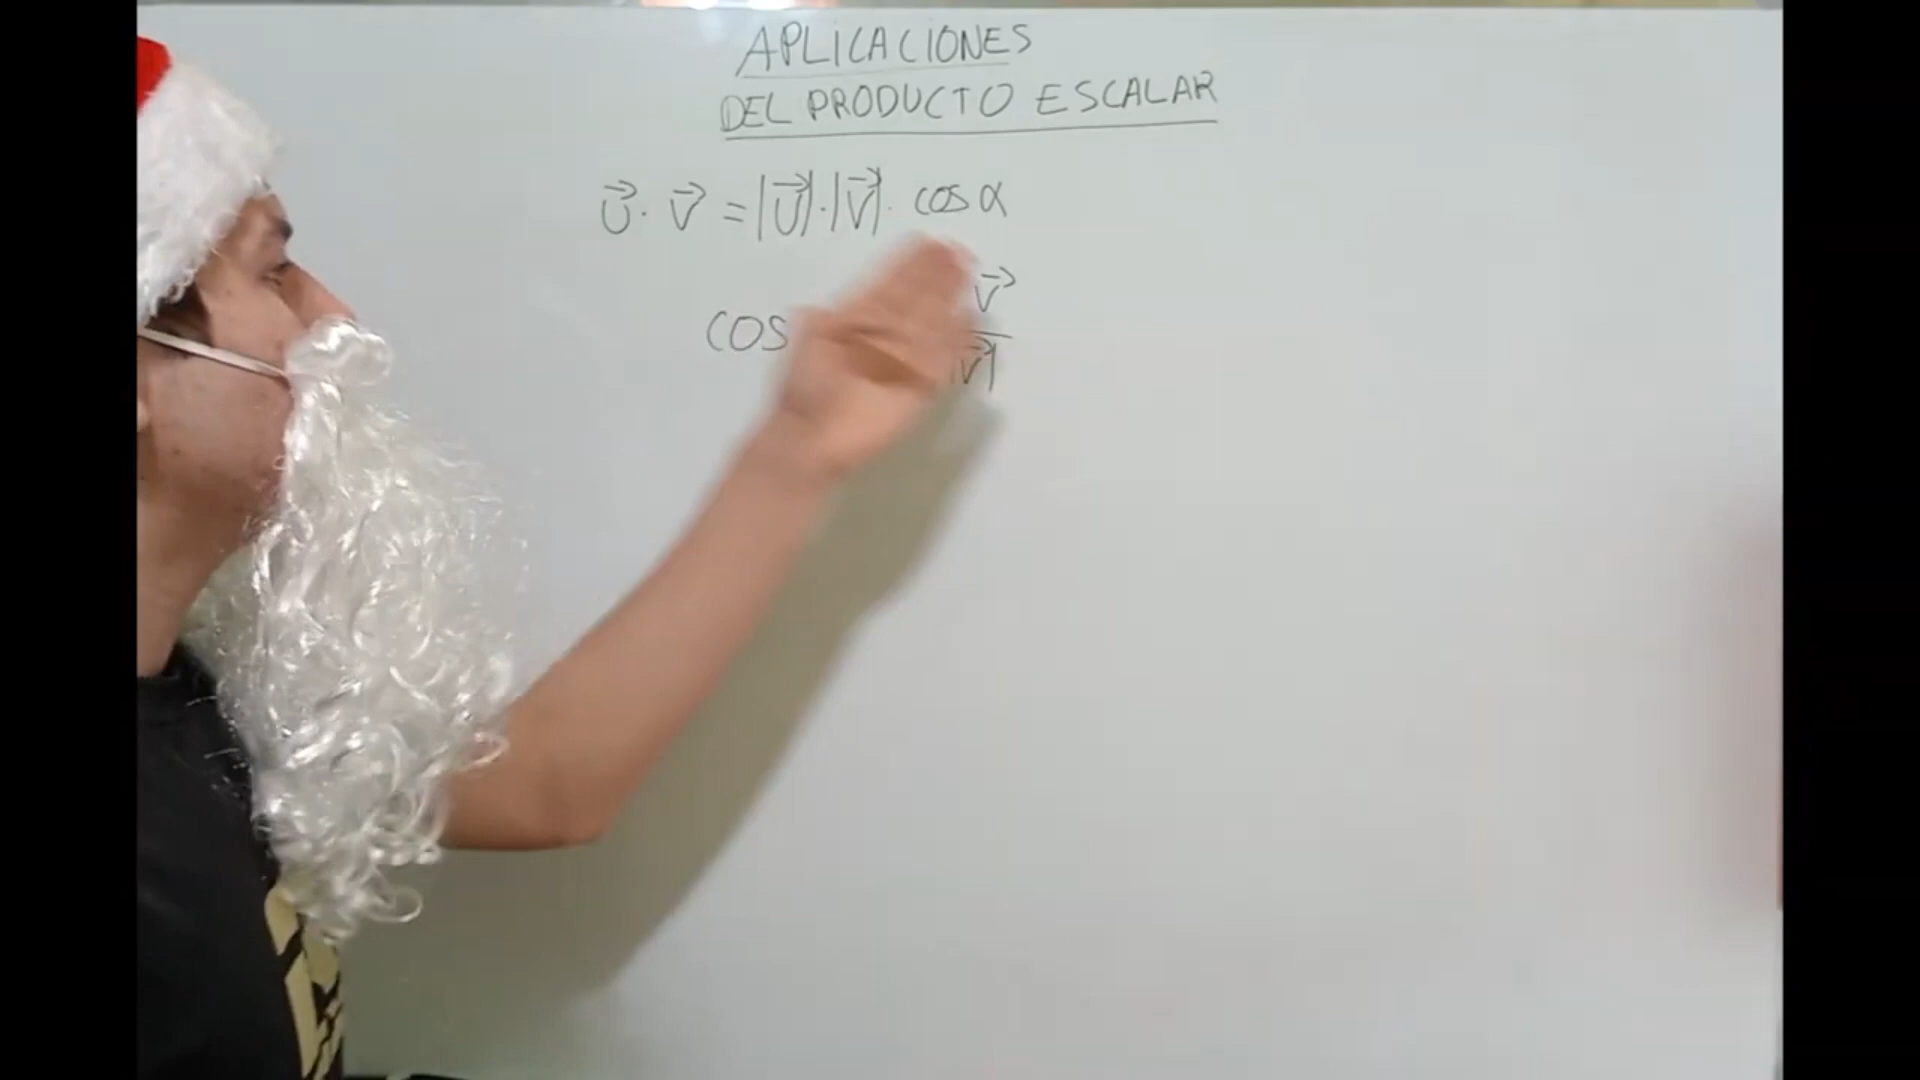 APLICACIONES
DEL PRODUCTO ESCALAR
u⃗ · v⃗ = |u⃗| · |v⃗| · cos α
cos
v⃗
|v⃗|